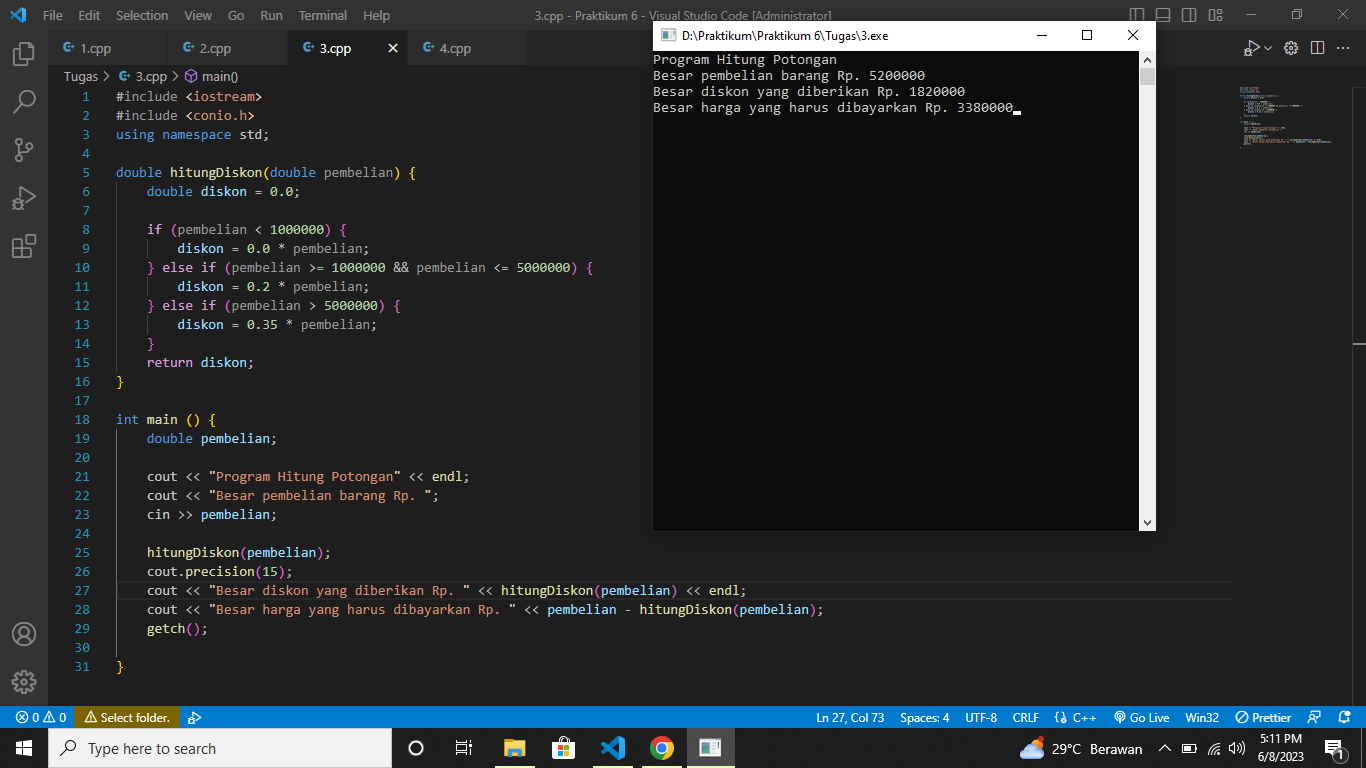 File Edit Selection View Go Run Terminal Help
3.cpp - Praktikum 6 - Visual Studio Code [Administrator]
1.cpp 2.cpp 3.cpp 4.cpp
Tugas > 3.cpp > main()
1 #include <iostream>
2 #include <conio.h>
3 using namespace std;
4
5 double hitungDiskon(double pembelian) {
6 double diskon = 0.0;
7
8 if (pembelian < 1000000) {
9 diskon = 0.0 * pembelian;
10 } else if (pembelian >= 1000000 && pembelian <= 5000000) {
11 diskon = 0.2 * pembelian;
12 } else if (pembelian > 5000000) {
13 diskon = 0.35 * pembelian;
14 }
15 return diskon;
16 }
17
18 int main () {
19 double pembelian;
20
21 cout << "Program Hitung Potongan" << endl;
22 cout << "Besar pembelian barang Rp. ";
23 cin >> pembelian;
24
25 hitungDiskon(pembelian);
26 cout.precision(15);
27 cout << "Besar diskon yang diberikan Rp. " << hitungDiskon(pembelian) << endl;
28 cout << "Besar harga yang harus dibayarkan Rp. " << pembelian - hitungDiskon(pembelian);
29 getch();
30
31 }
D:\Praktikum\Praktikum 6\Tugas\3.exe
Program Hitung Potongan
Besar pembelian barang Rp. 5200000
Besar diskon yang diberikan Rp. 1820000
Besar harga yang harus dibayarkan Rp. 3380000
0 0 Select folder. Ln 27, Col 73 Spaces: 4 UTF-8 CRLF C++ Go Live Win32 Prettier
Type here to search
29°C Berawan
5:11 PM
6/8/2023
1